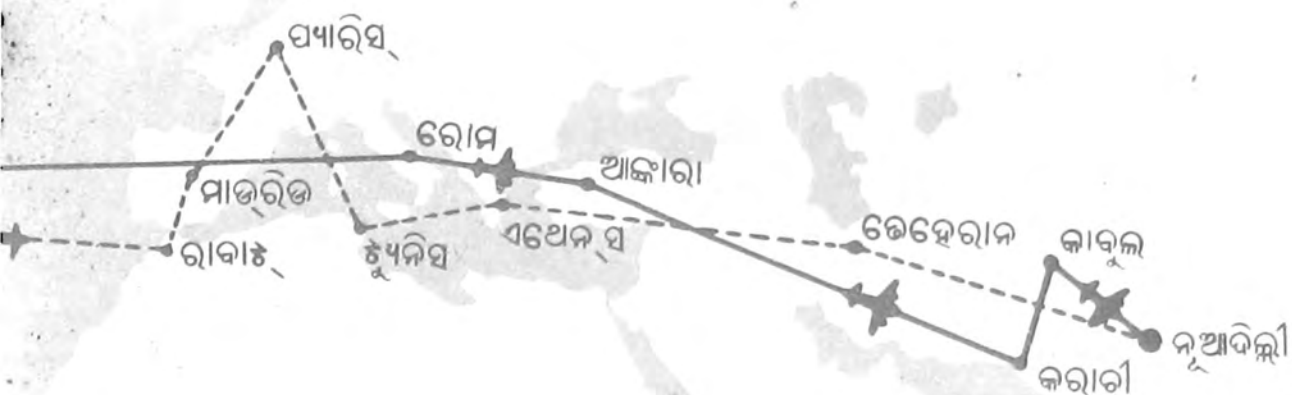 ପ୍ୟାରିସ୍
ରୋମ
ଆଙ୍କାରା
ମାଡ଼୍ରିଡ
ରାବାଟ୍
ଟ୍ୟୁନିସ
ଏଥେନ୍ସ
ତେହେରାନ
କାବୁଲ
ନୂଆଦିଲ୍ଲୀ
କରାଚୀ